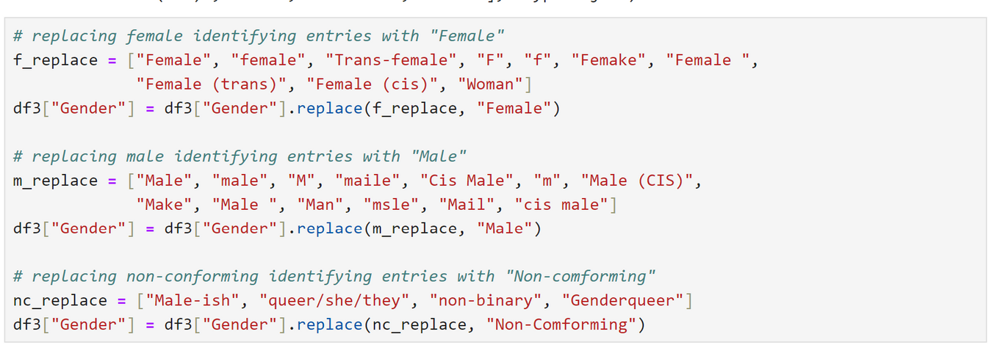 # replacing female identifying entries with "Female"
f_replace = ["Female", "female", "Trans-female", "F", "f", "Femake", "Female ",
"Female (trans)", "Female (cis)", "Woman"]
df3["Gender"] = df3["Gender"].replace(f_replace, "Female")
# replacing male identifying entries with "Male"
m_replace = ["Male", "male", "M", "maile", "Cis Male", "m", "Male (CIS)",
"Make", "Male ", "Man", "msle", "Mail", "cis male"]
df3["Gender"] = df3["Gender"].replace(m_replace, "Male")
# replacing non-conforming identifying entries with "Non-comforming"
nc_replace = ["Male-ish", "queer/she/they", "non-binary", "Genderqueer"]
df3["Gender"] = df3["Gender"].replace(nc_replace, "Non-Comforming")